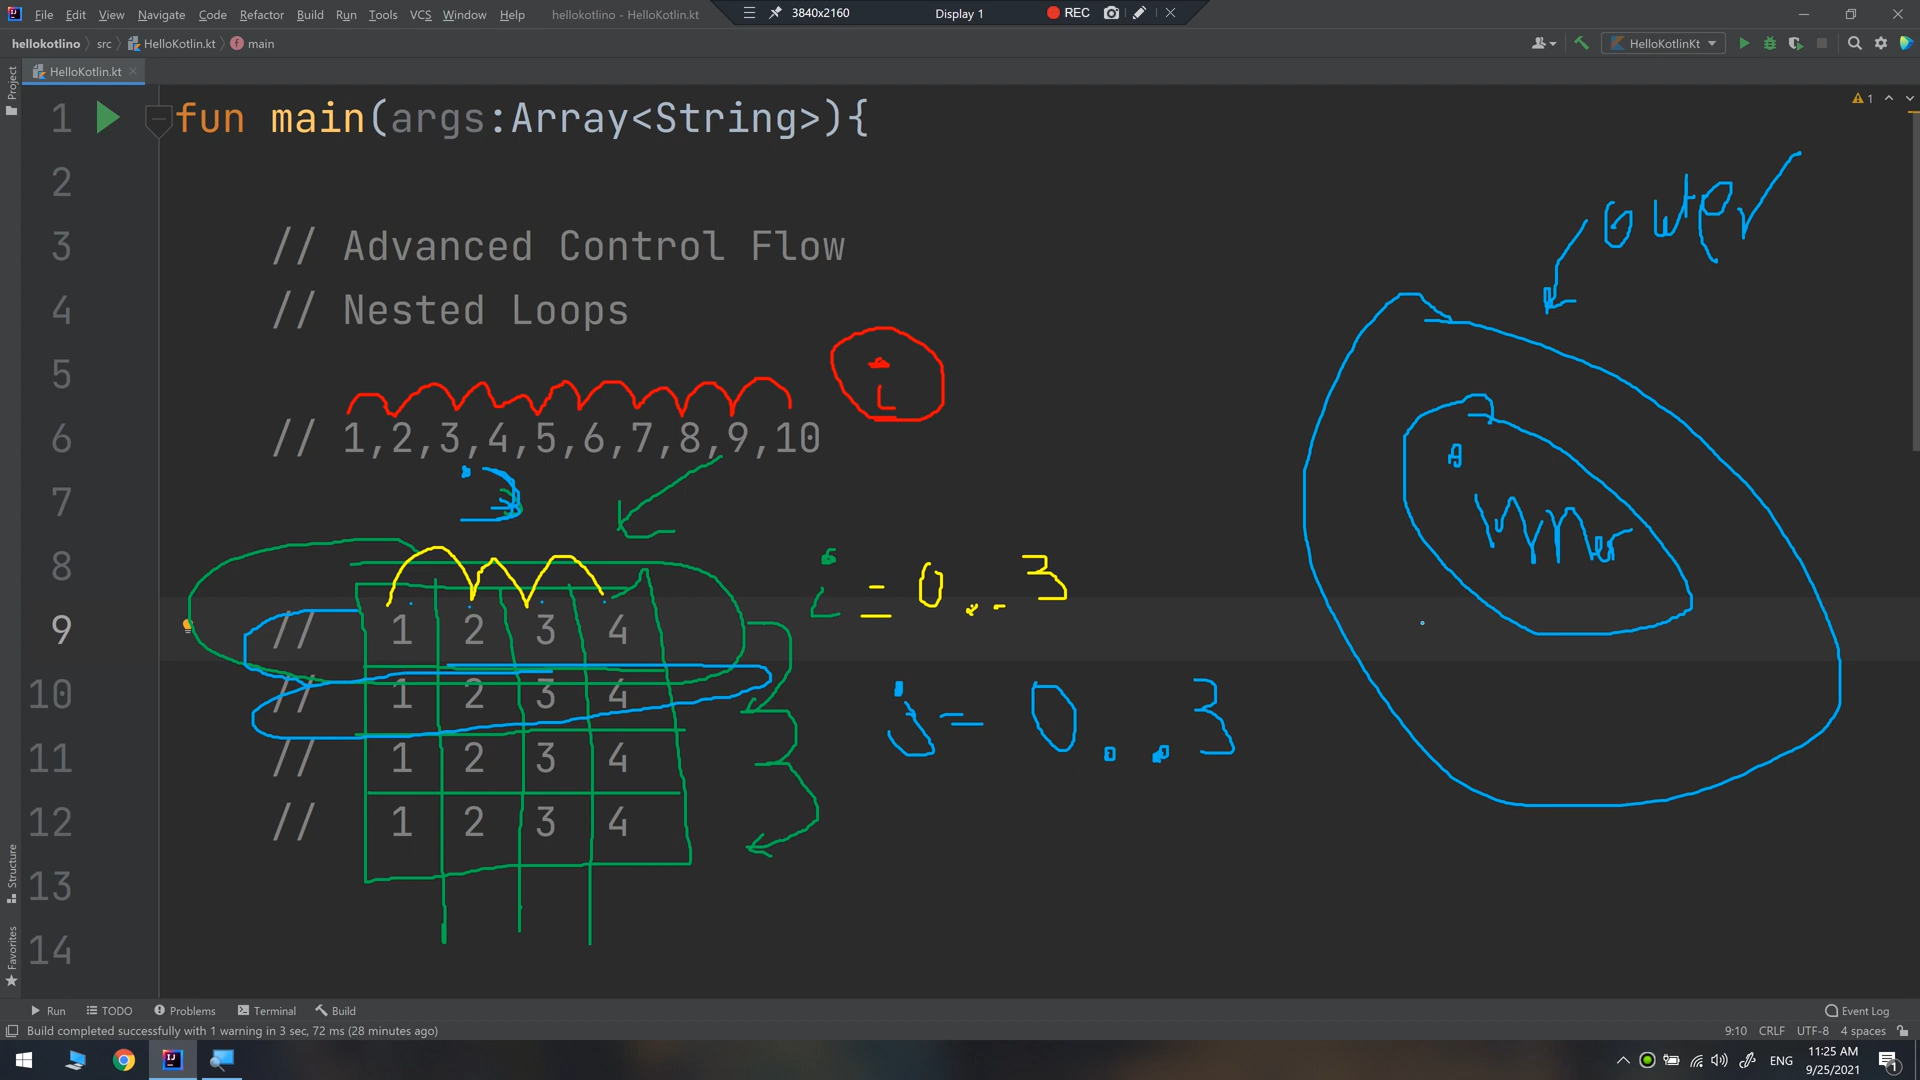 File Edit View Navigate Code Refactor Build Run Tools VCS Window Help hellokotlino - HelloKotlin.kt
3840x2160 Display 1 REC
hellokotlino src HelloKotlin.kt main
HelloKotlinKt
HelloKotlin.kt
Project
1 fun main(args:Array<String>){
1
2
3 // Advanced Control Flow
4 // Nested Loops
5
6 // 1,2,3,4,5,6,7,8,9,10
7
8
9 // 1 2 3 4
10 // 1 2 3 4
11 // 1 2 3 4
12 // 1 2 3 4
13
14
outer
i
i = 0..3
j = 0..3
Structure
Favorites
Run TODO Problems Terminal Build
Event Log
Build completed successfully with 1 warning in 3 sec, 72 ms (28 minutes ago)
9:10 CRLF UTF-8 4 spaces
ENG
11:25 AM
9/25/2021
1